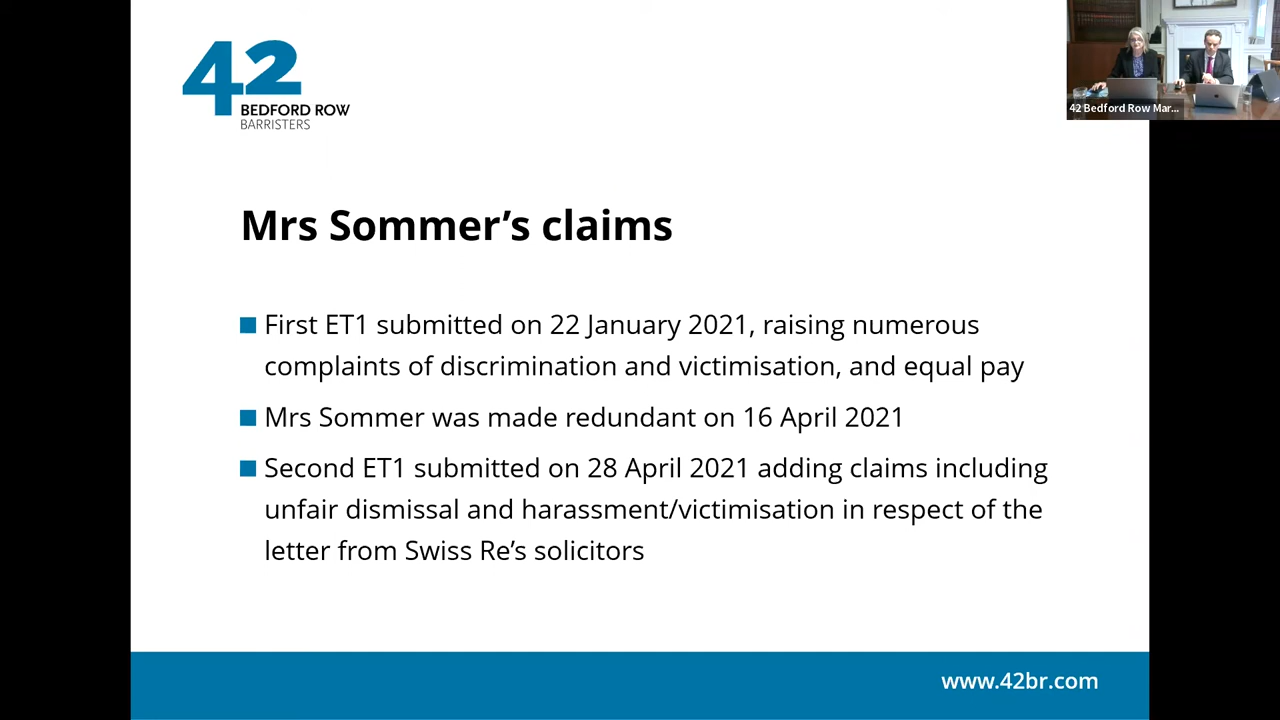 42
BEDFORD ROW
BARRISTERS
42 Bedford Row Mar...
Mrs Sommer’s claims
First ET1 submitted on 22 January 2021, raising numerous
complaints of discrimination and victimisation, and equal pay
Mrs Sommer was made redundant on 16 April 2021
Second ET1 submitted on 28 April 2021 adding claims including
unfair dismissal and harassment/victimisation in respect of the
letter from Swiss Re’s solicitors
www.42br.com